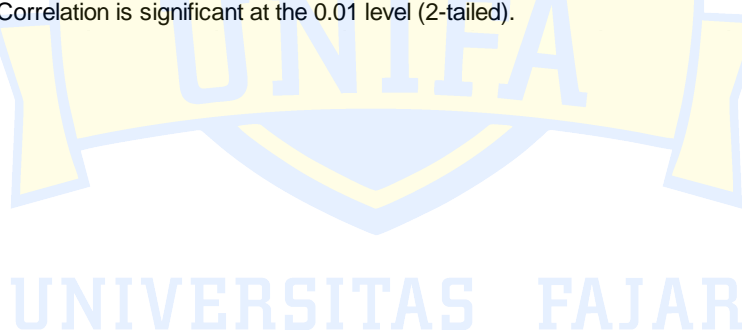 Correlation is significant at the 0.01 level (2-tailed).
UNIFA
UNIVERSITAS FAJAR